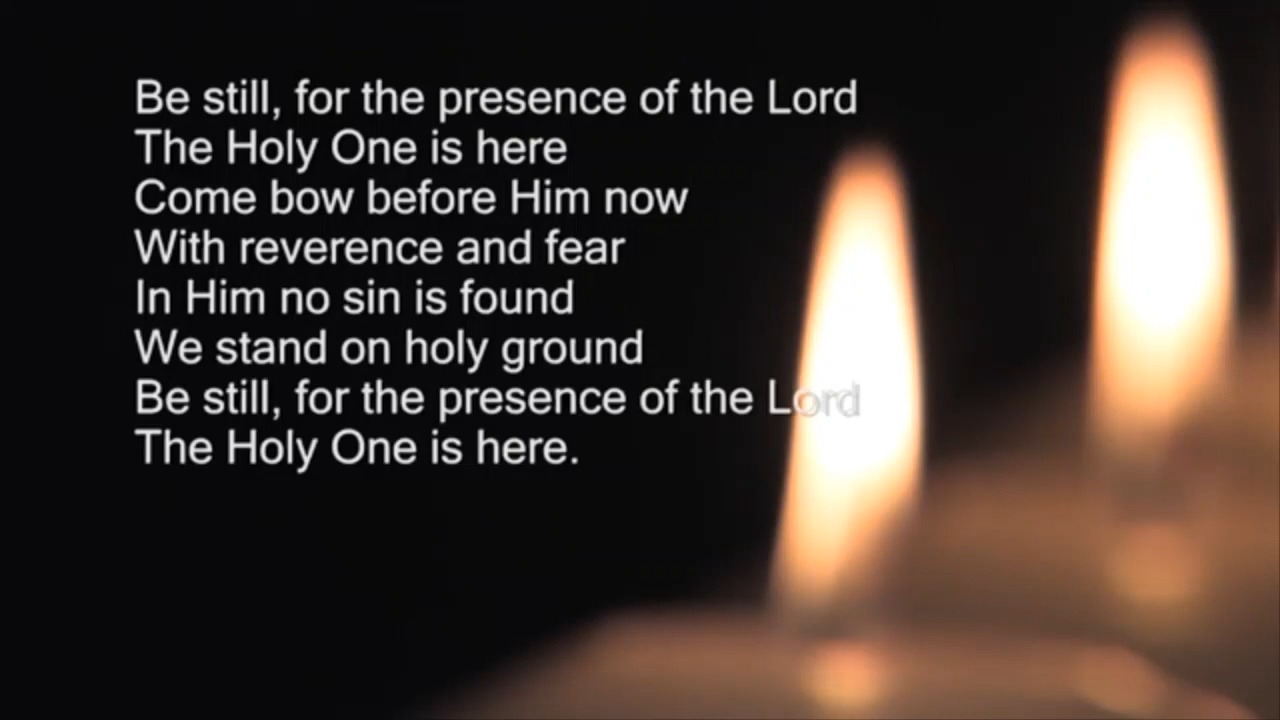 Be still, for the presence of the Lord
The Holy One is here
Come bow before Him now
With reverence and fear
In Him no sin is found
We stand on holy ground
Be still, for the presence of the Lord
The Holy One is here.